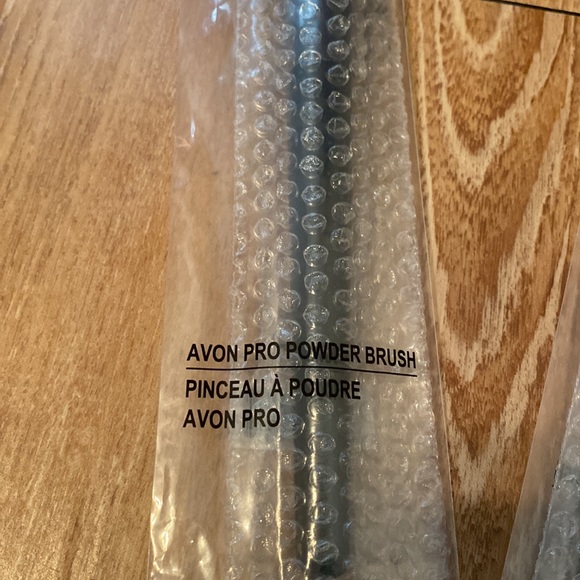 AVON PRO POWDER BRUSH
PINCEAU À POUDRE
AVON PRO